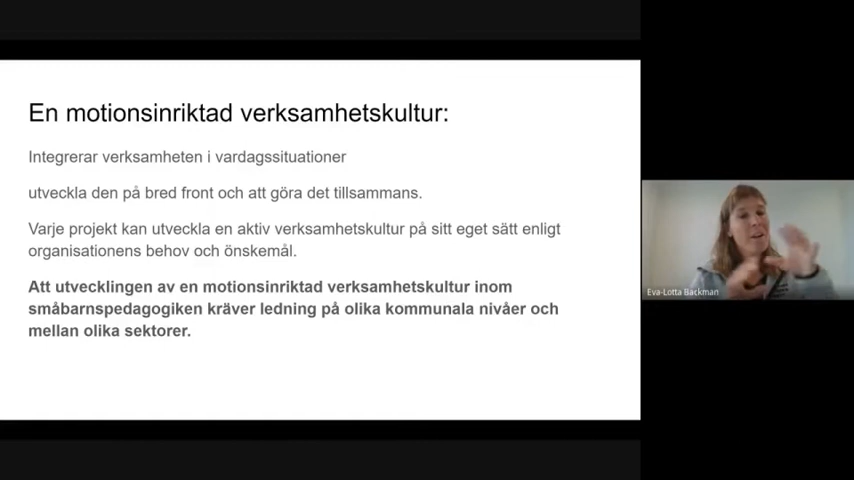 En motionsinriktad verksamhetskultur:
Integrerar verksamheten i vardagssituationer
utveckla den på bred front och att göra det tillsammans.
Varje projekt kan utveckla en aktiv verksamhetskultur på sitt eget sätt enligt
organisationens behov och önskemål.
Att utvecklingen av en motionsinriktad verksamhetskultur inom
småbarnspedagogiken kräver ledning på olika kommunala nivåer och
mellan olika sektorer.
Eva-Lotta Backman